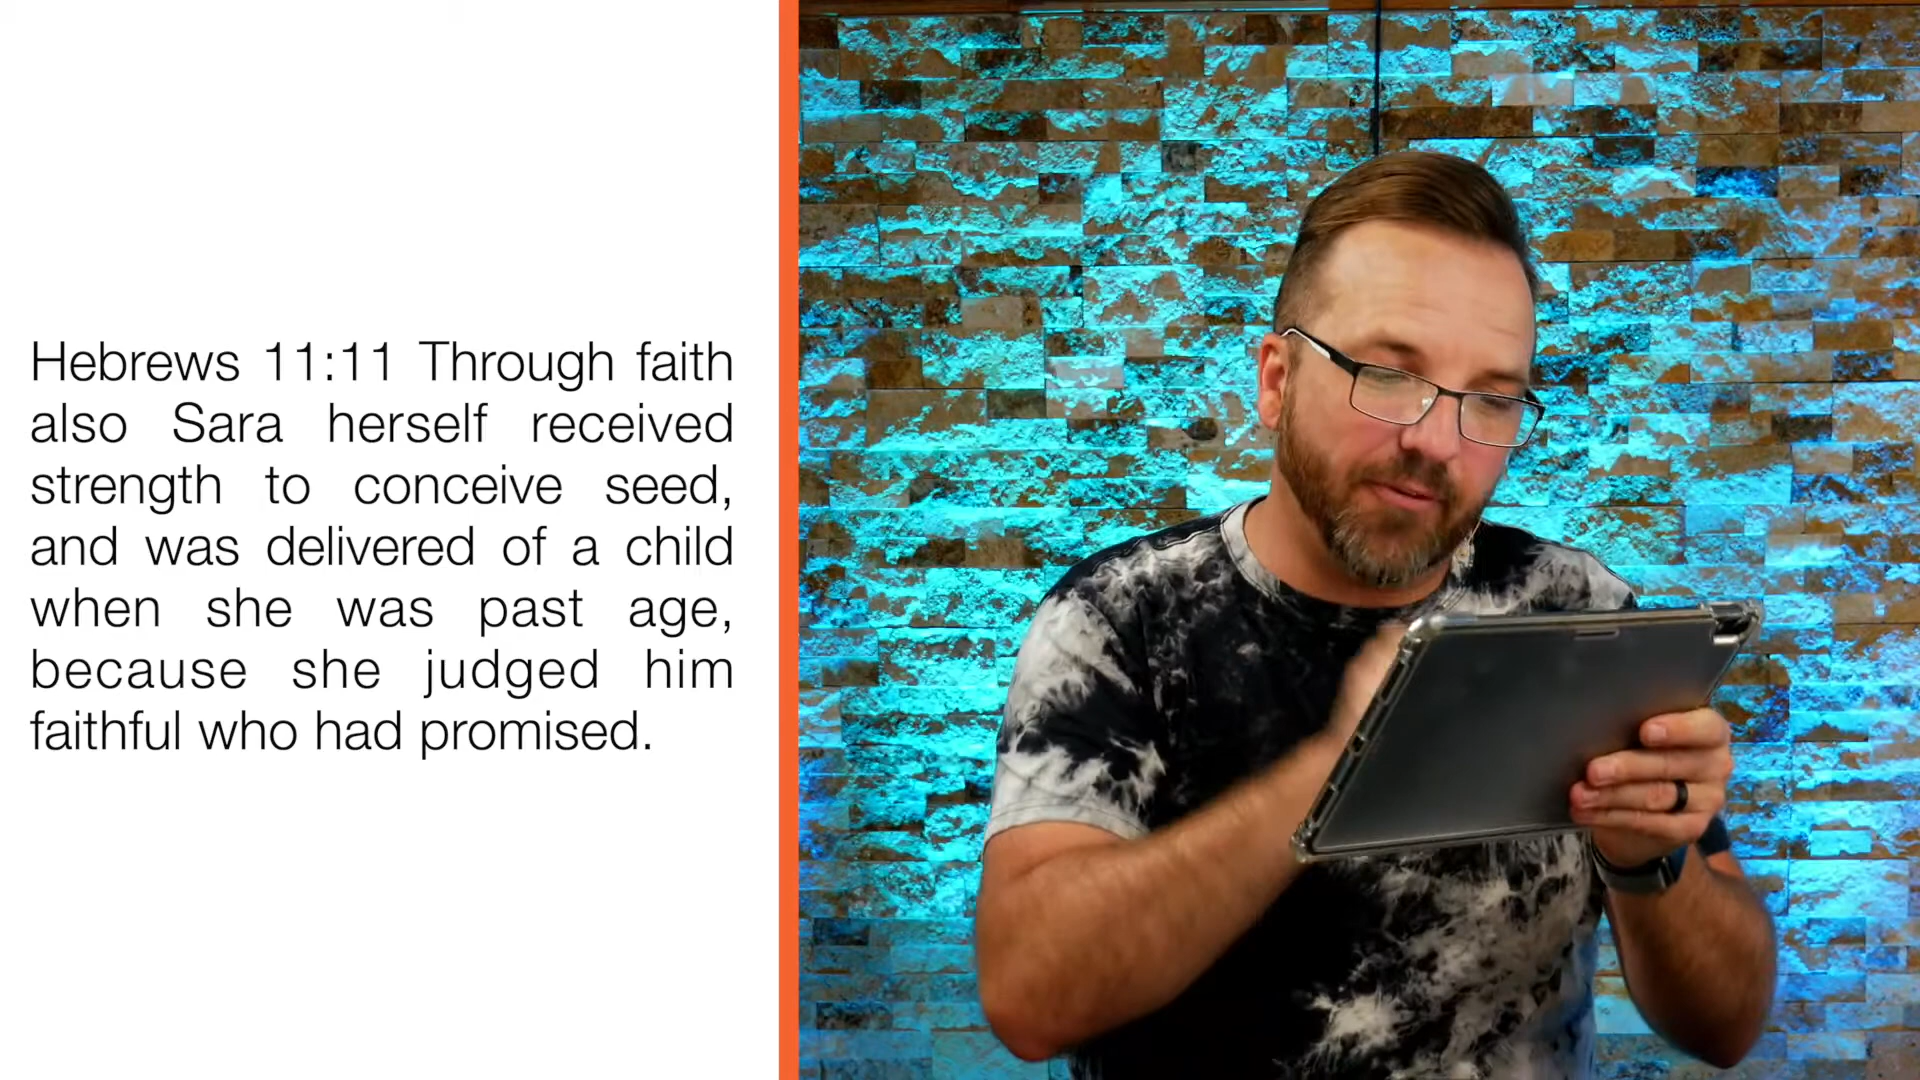 Hebrews 11:11 Through faith
also Sara herself received
strength to conceive seed,
and was delivered of a child
when she was past age,
because she judged him
faithful who had promised.